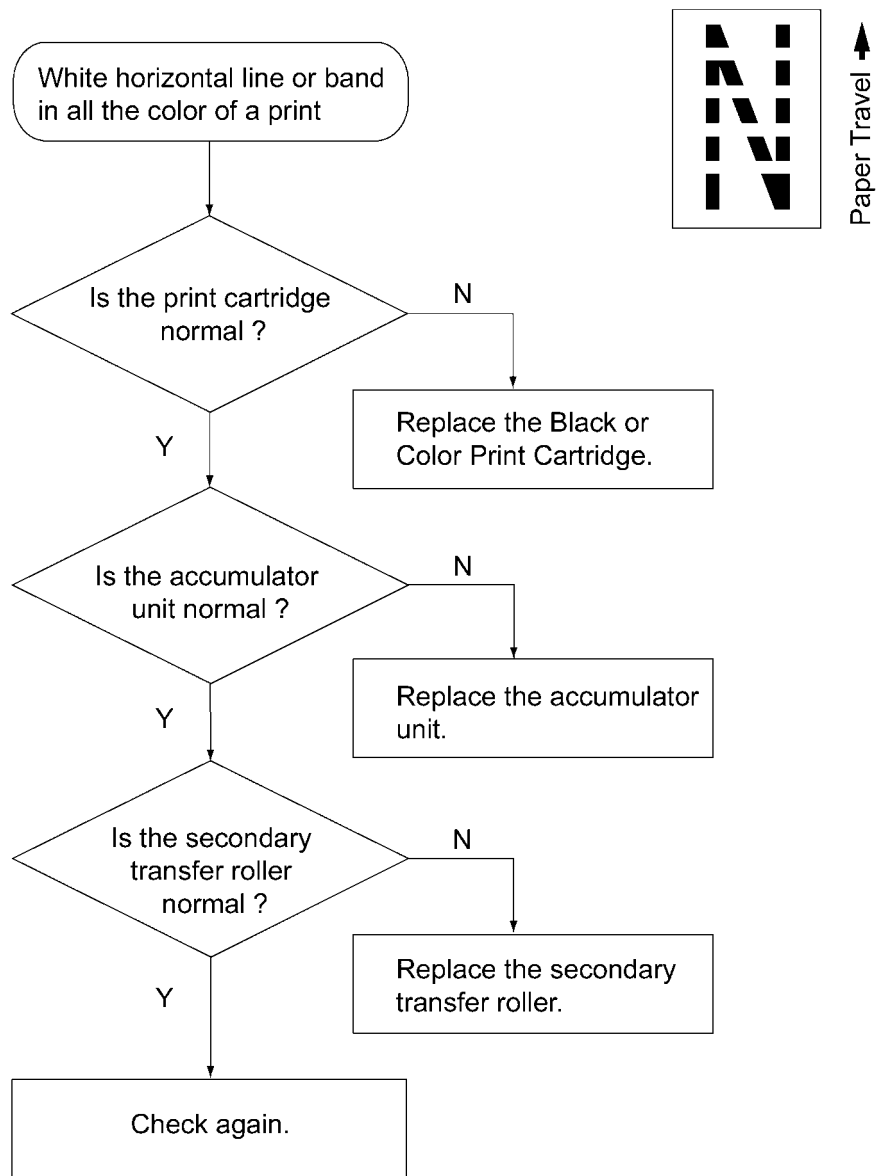 White horizontal line or band
in all the color of a print
N
Paper Travel
Is the print cartridge
normal ?
N
Replace the Black or
Color Print Cartridge.
Y
Is the accumulator
unit normal ?
N
Replace the accumulator
unit.
Y
Is the secondary
transfer roller
normal ?
N
Replace the secondary
transfer roller.
Y
Check again.